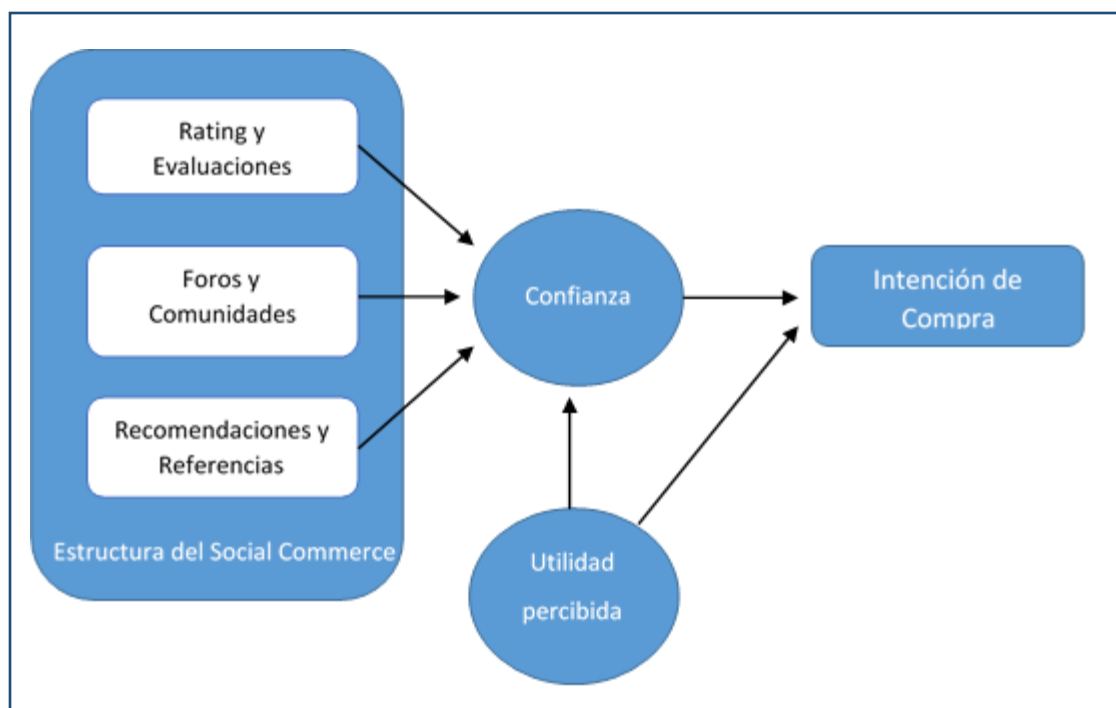 Rating y
Evaluaciones
Foros y
Comunidades
Recomendaciones y
Referencias
Estructura del Social Commerce
Confianza
Utilidad
percibida
Intención de
Compra